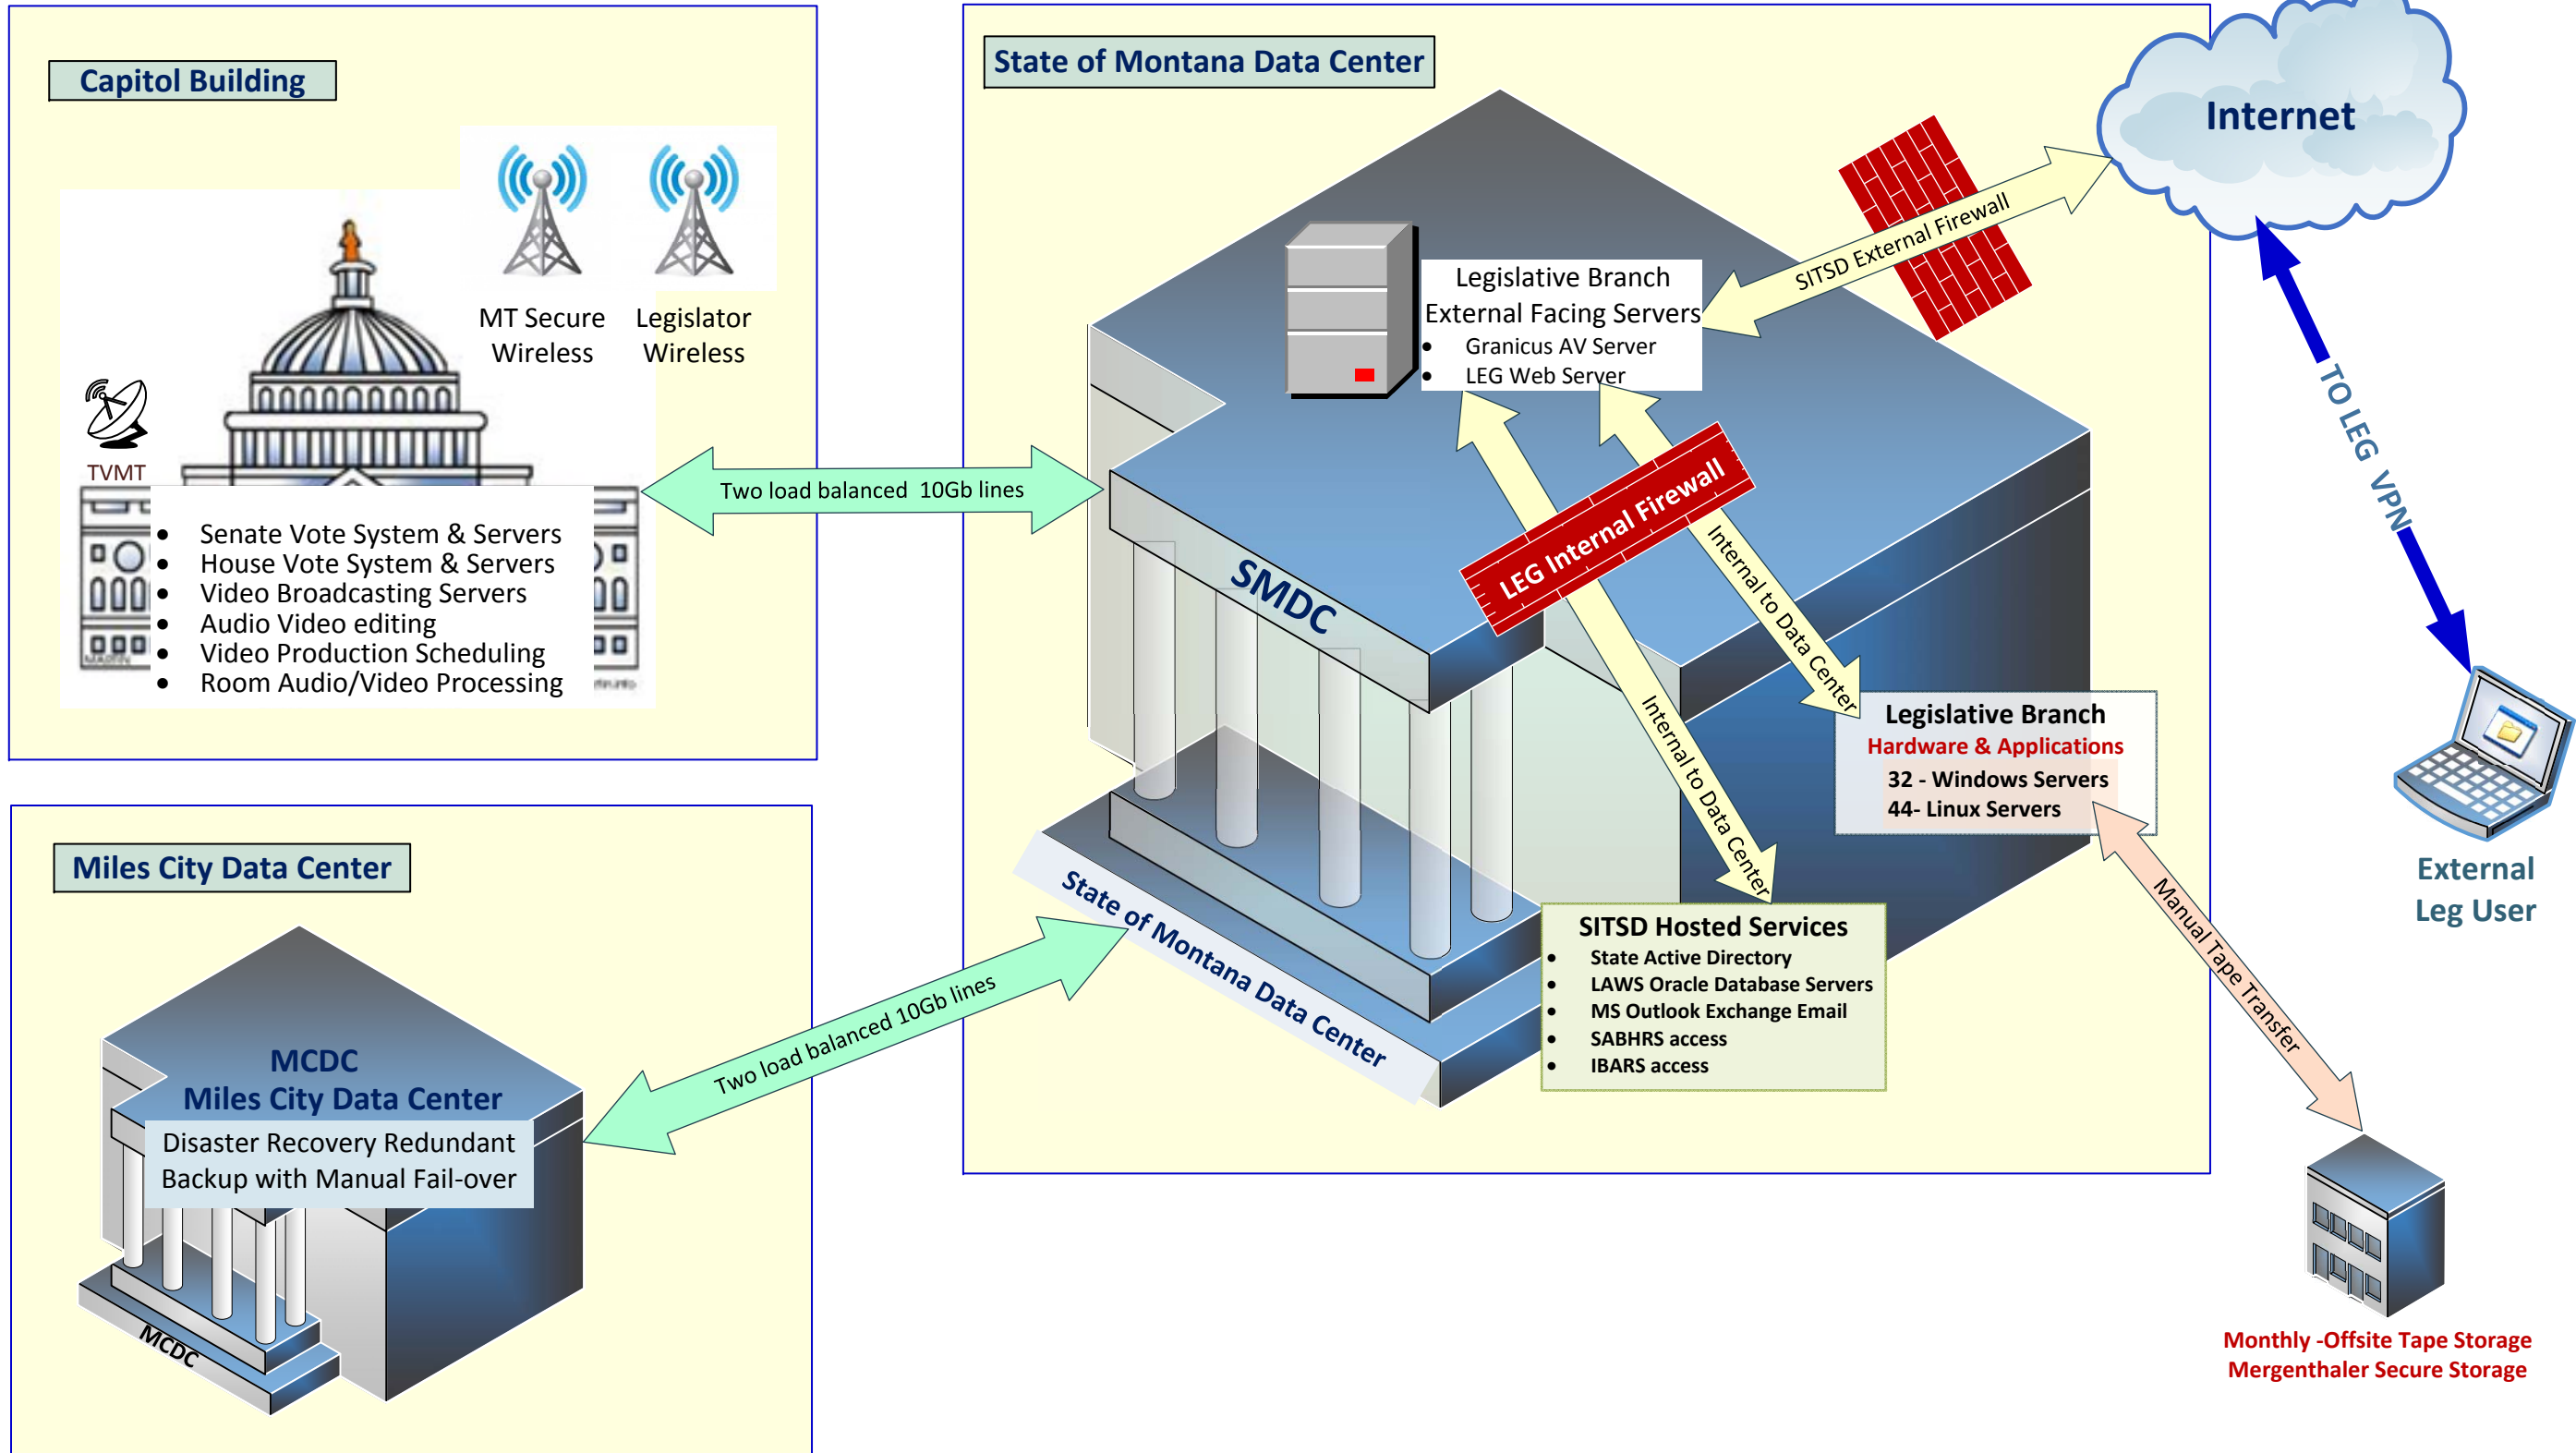 Capitol Building
MT Secure
Wireless
Legislator
Wireless
TVMT
• Senate Vote System & Servers
• House Vote System & Servers
• Video Broadcasting Servers
• Audio Video editing
• Video Production Scheduling
• Room Audio/Video Processing
MARTIN
Two load balanced 10Gb lines
State of Montana Data Center
Internet
SITSD External Firewall
Legislative Branch
External Facing Servers
• Granicus AV Server
• LEG Web Server
LEG Internal Firewall
Internal to Data Center
Internal to Data Center
SMDC
State of Montana Data Center
Legislative Branch
Hardware & Applications
32 - Windows Servers
44- Linux Servers
SITSD Hosted Services
• State Active Directory
• LAWS Oracle Database Servers
• MS Outlook Exchange Email
• SABHRS access
• IBARS access
TO LEG VPN
External
Leg User
Manual Tape Transfer
Monthly -Offsite Tape Storage
Mergenthaler Secure Storage
Miles City Data Center
MCDC
Miles City Data Center
Disaster Recovery Redundant
Backup with Manual Fail-over
MCDC
Two load balanced 10Gb lines